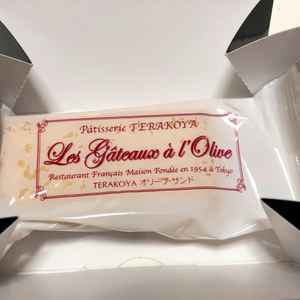 Pâtisserie TERAKOYA
Les Gâteaux à l'Olive
Restaurant Français Maison Fondée en 1954 à Tokyo
TERAKOYA オリーブ・サンド